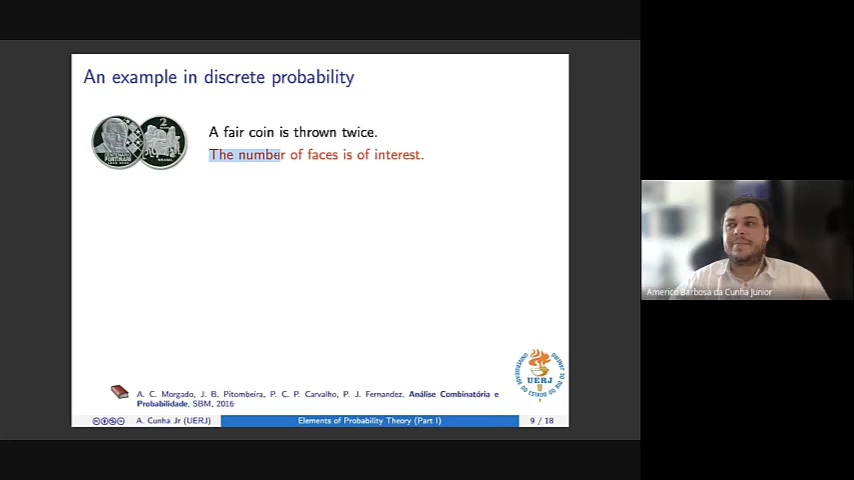 An example in discrete probability
A fair coin is thrown twice.
The number of faces is of interest.
PORTINARI
2
UERJ
A. C. Morgado, J. B. Pitombeira, P. C. P. Carvalho, P. J. Fernandez, Análise Combinatória e
Probabilidade, SBM, 2016
A. Cunha Jr (UERJ)
Elements of Probability Theory (Part I)
9 / 18
Americo Barbosa da Cunha Junior